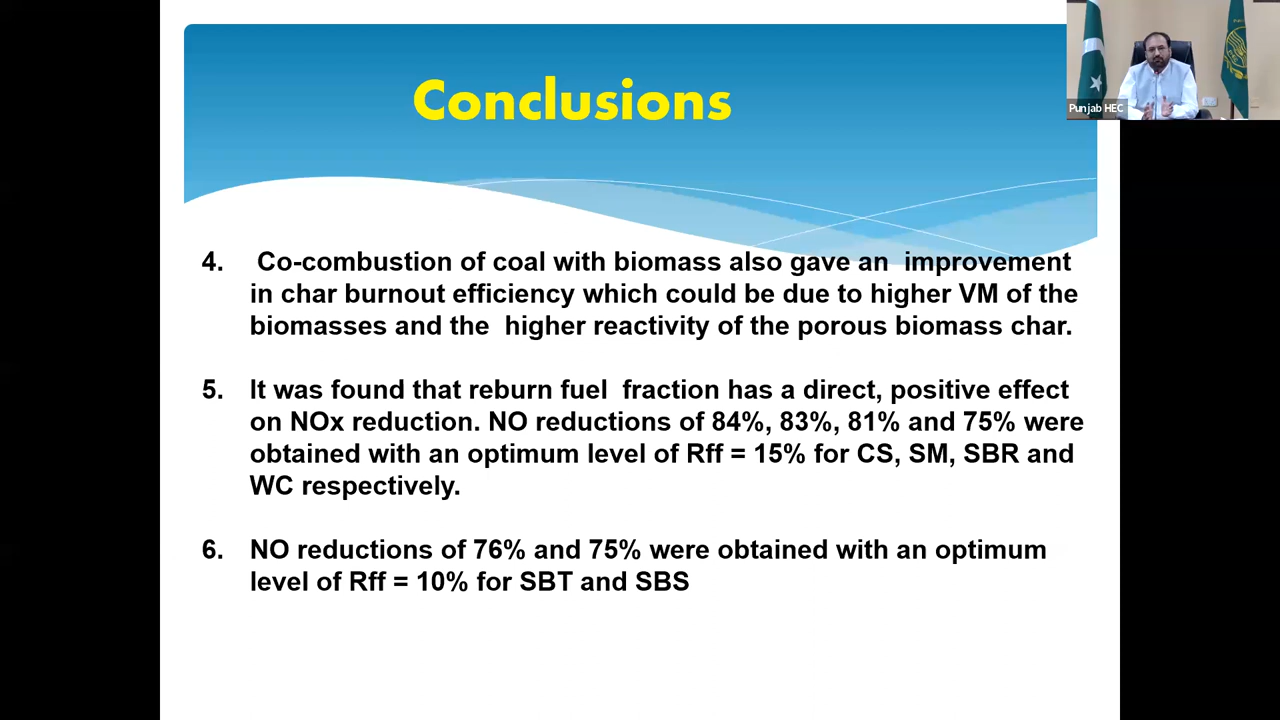 Conclusions
Punjab HEC
4. Co-combustion of coal with biomass also gave an improvement
in char burnout efficiency which could be due to higher VM of the
biomasses and the higher reactivity of the porous biomass char.
5. It was found that reburn fuel fraction has a direct, positive effect
on NOx reduction. NO reductions of 84%, 83%, 81% and 75% were
obtained with an optimum level of Rff = 15% for CS, SM, SBR and
WC respectively.
6. NO reductions of 76% and 75% were obtained with an optimum
level of Rff = 10% for SBT and SBS